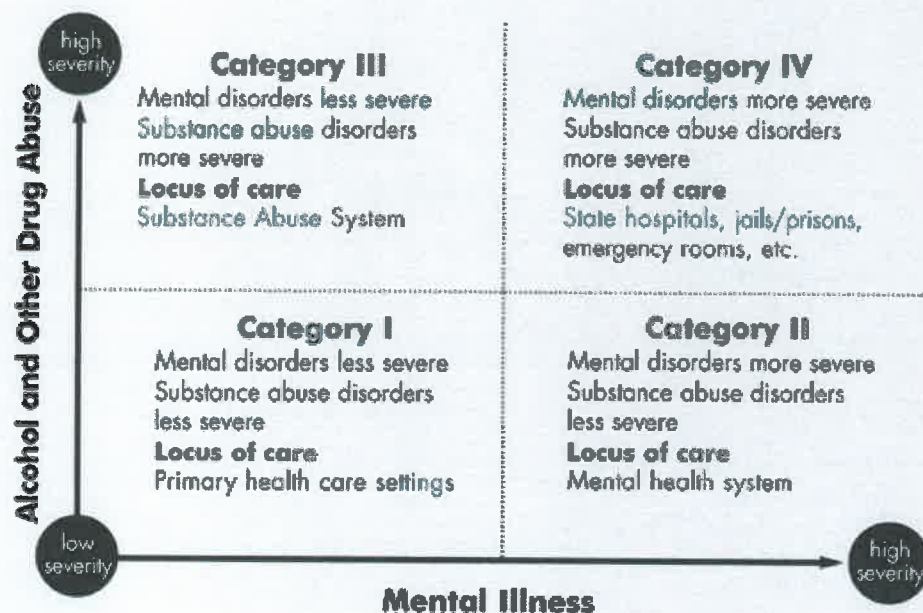 Alcohol and Other Drug Abuse
high
severity
Category III
Mental disorders less severe
Substance abuse disorders
more severe
Locus of care
Substance Abuse System
Category IV
Mental disorders more severe
Substance abuse disorders
more severe
Locus of care
State hospitals, jails/prisons,
emergency rooms, etc.
Category I
Mental disorders less severe
Substance abuse disorders
less severe
Locus of care
Primary health care settings
Category II
Mental disorders more severe
Substance abuse disorders
less severe
Locus of care
Mental health system
low
severity
high
severity
Mental Illness